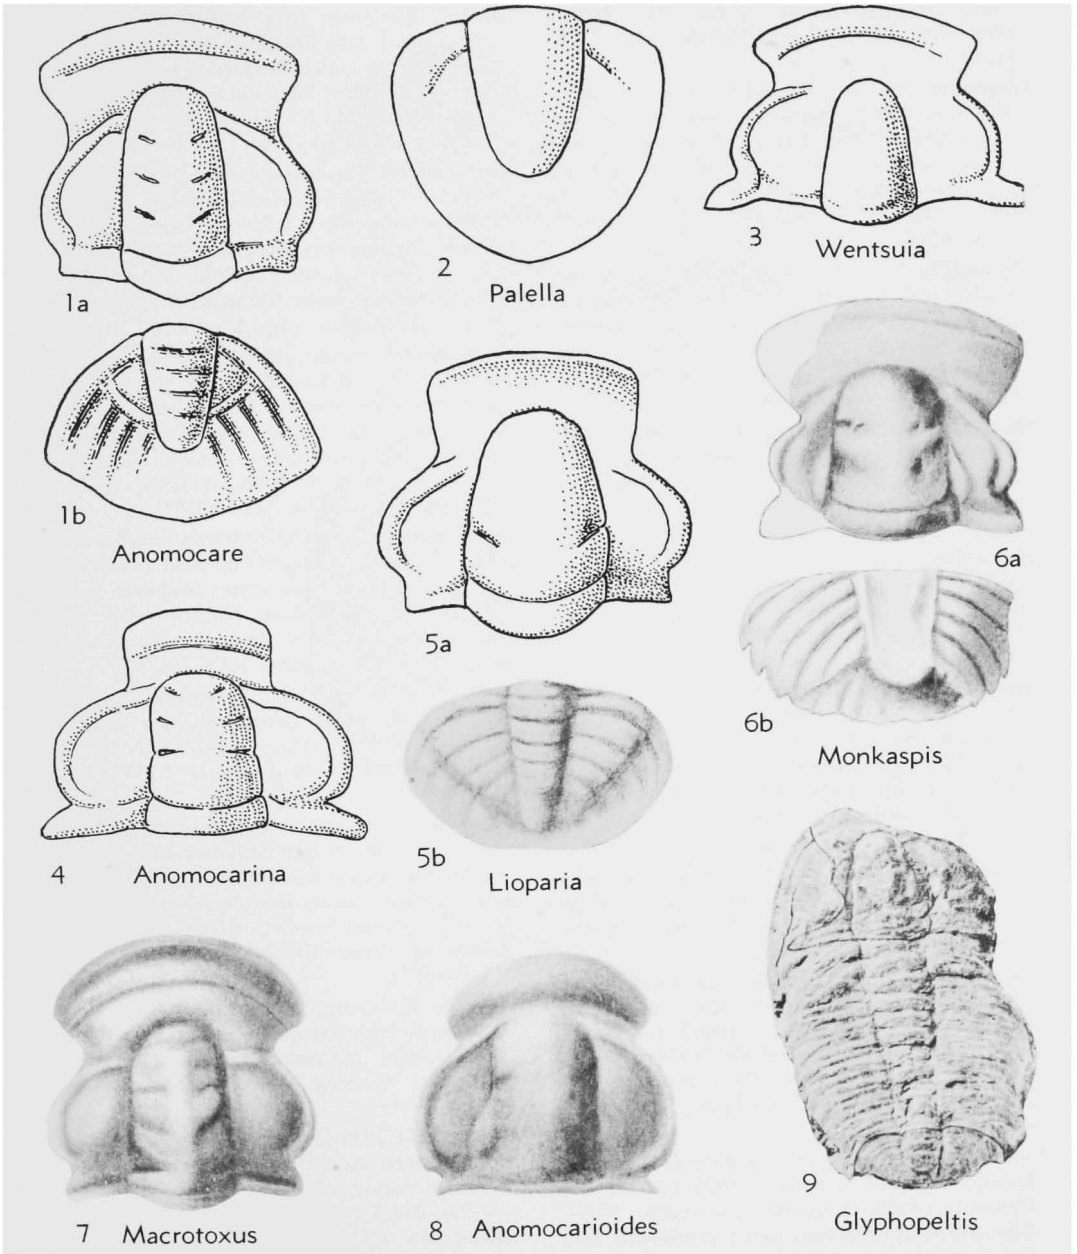 1a
2
Palella
3
Wentsuia
1b
Anomocare
5a
6a
6b
Monkaspis
4 Anomocarina
5b
Lioparia
7 Macrotoxus
8 Anomocarioides
9
Glyphopeltis